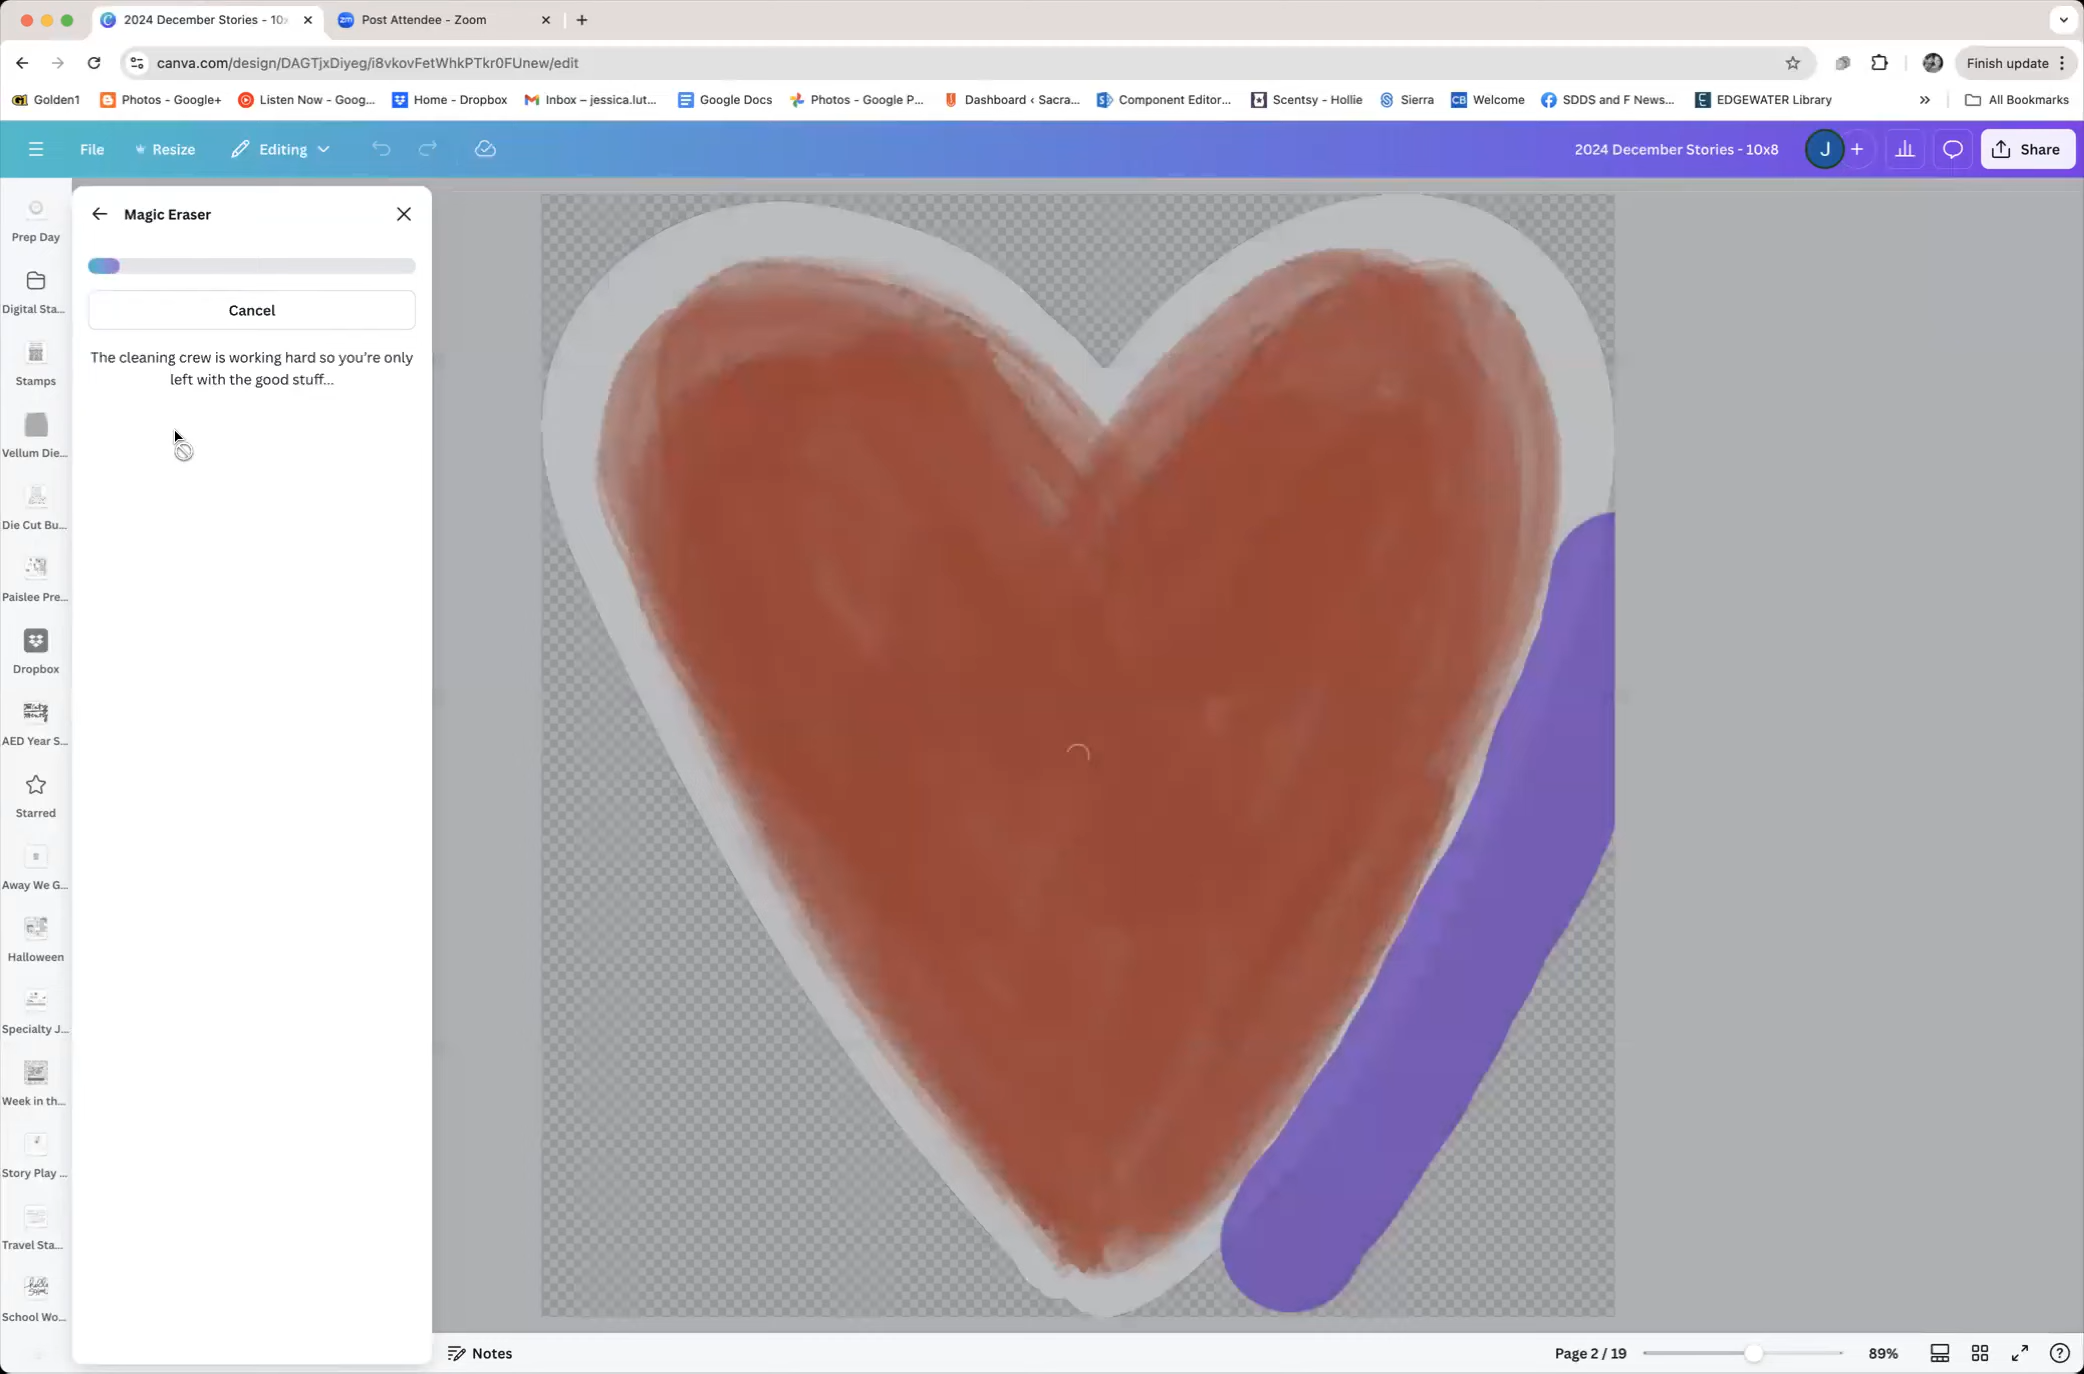 2024 December Stories - 10x
Post Attendee - Zoom
canva.com/design/DAGTjxDiyeg/i8vkovFetWhkPTkr0FUnew/edit
Finish update
Golden1
Photos - Google+
Listen Now - Goog...
Home - Dropbox
Inbox – jessica.lut...
Google Docs
Photos - Google P...
Dashboard ‹ Sacra...
Component Editor...
Scentsy - Hollie
Sierra
Welcome
SDDS and F News...
EDGEWATER Library
All Bookmarks
File
Resize
Editing
2024 December Stories - 10x8
J
Share
Magic Eraser
Cancel
The cleaning crew is working hard so you're only
left with the good stuff...
Prep Day
Digital Sta...
Stamps
Vellum Die...
Die Cut Bu...
Paislee Pre...
Dropbox
AED Year S...
Starred
Away We G...
Halloween
Specialty J...
Week in th...
Story Play ...
Travel Sta...
School Wo...
Notes
Page 2 / 19
89%